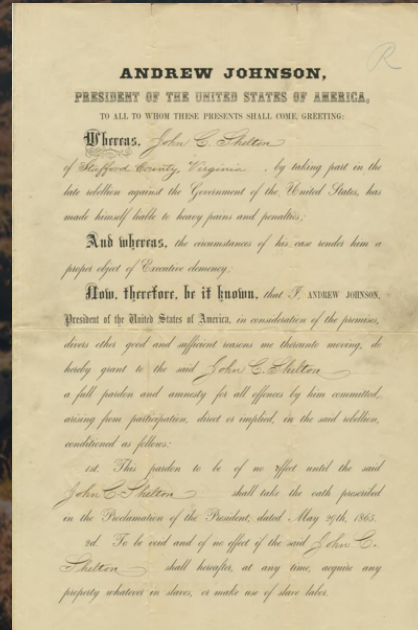 R
ANDREW JOHNSON,
PRESIDENT OF THE UNITED STATES OF AMERICA,
TO ALL TO WHOM THESE PRESENTS SHALL COME, GREETING:
Whereas, John C. Shelton
of Stafford County, Virginia, by taking part in the
late rebellion against the Government of the United States, has
made himself liable to heavy pains and penalties;
And whereas, the circumstances of his case render him a
proper object of Executive clemency;
Now, therefore, be it known, that I, ANDREW JOHNSON,
President of the United States of America, in consideration of the premises,
divers other good and sufficient reasons me thereunto moving, do
hereby grant to the said John C. Shelton
a full pardon and amnesty for all offences by him committed,
arising from participation, direct or implied, in the said rebellion,
conditioned as follows:
1st. This pardon to be of no effect until the said
John C. Shelton shall take the oath prescribed
in the Proclamation of the President, dated May 29th, 1865.
2d. To be void and of no effect if the said John C.
Shelton shall hereafter, at any time, acquire any
property whatever in slaves, or make use of slave labor.